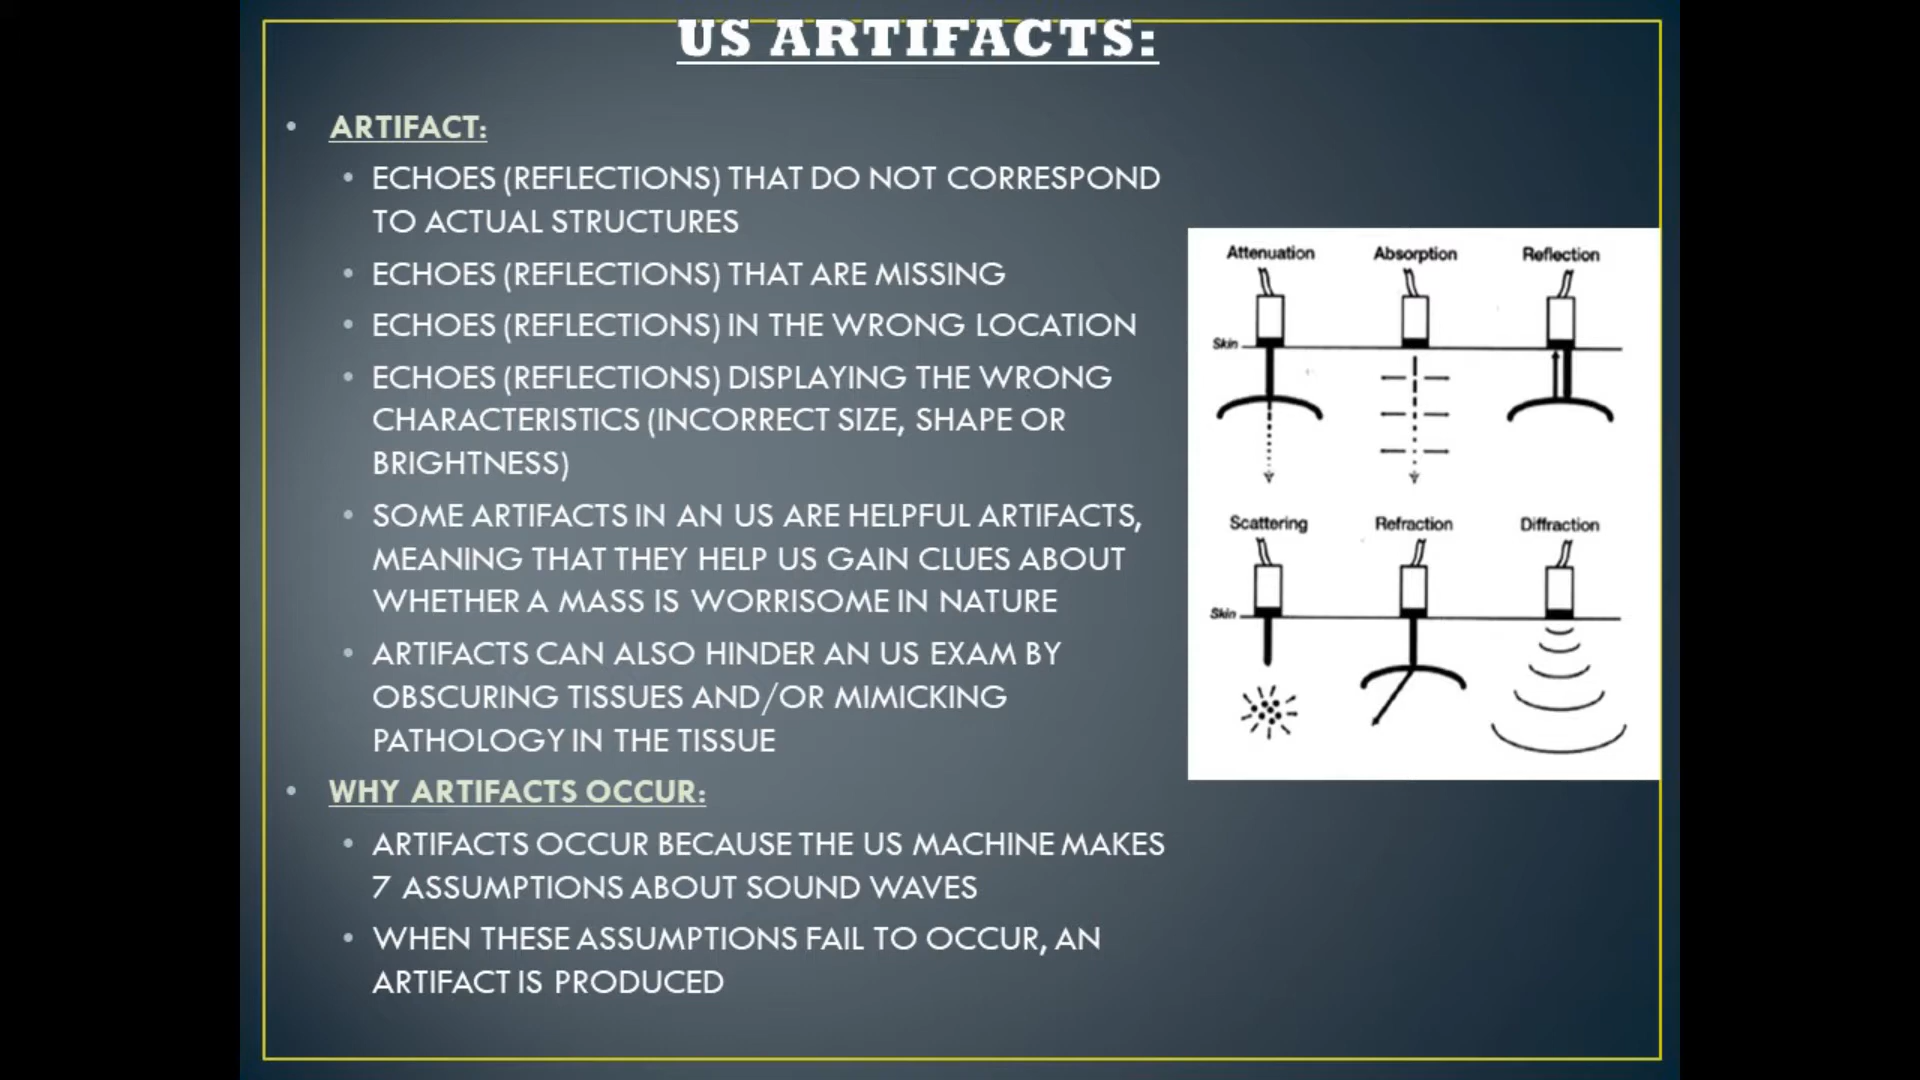 US ARTIFACTS:
• ARTIFACT:
• ECHOES (REFLECTIONS) THAT DO NOT CORRESPOND
TO ACTUAL STRUCTURES
• ECHOES (REFLECTIONS) THAT ARE MISSING
• ECHOES (REFLECTIONS) IN THE WRONG LOCATION
• ECHOES (REFLECTIONS) DISPLAYING THE WRONG
CHARACTERISTICS (INCORRECT SIZE, SHAPE OR
BRIGHTNESS)
• SOME ARTIFACTS IN AN US ARE HELPFUL ARTIFACTS,
MEANING THAT THEY HELP US GAIN CLUES ABOUT
WHETHER A MASS IS WORRISOME IN NATURE
• ARTIFACTS CAN ALSO HINDER AN US EXAM BY
OBSCURING TISSUES AND/OR MIMICKING
PATHOLOGY IN THE TISSUE
• WHY ARTIFACTS OCCUR:
• ARTIFACTS OCCUR BECAUSE THE US MACHINE MAKES
7 ASSUMPTIONS ABOUT SOUND WAVES
• WHEN THESE ASSUMPTIONS FAIL TO OCCUR, AN
ARTIFACT IS PRODUCED
Attenuation Absorption Reflection
Skin
Scattering Refraction Diffraction
Skin